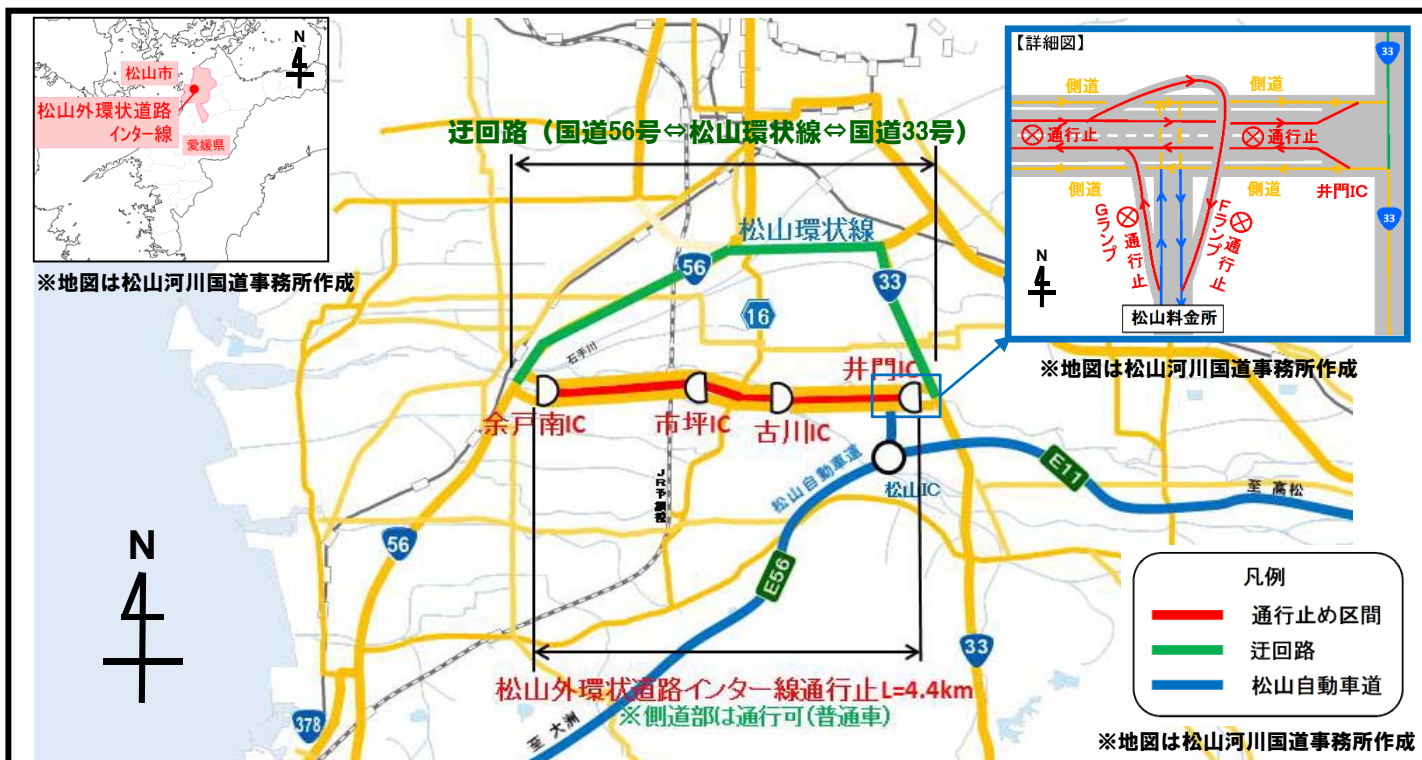 N
松山市
松山外環状道路
インター線
愛媛県
※地図は松山河川国道事務所作成
迂回路（国道56号⇔松山環状線⇔国道33号）
【詳細図】
33
側道
側道
通行止
通行止
側道
側道
井門IC
Gランプ
通行止
Fランプ
通行止
33
N
松山料金所
※地図は松山河川国道事務所作成
松山環状線
56
33
16
石手川
井門IC
余戸南IC
市坪IC
古川IC
松山自動車道
松山IC
E11
至 高松
JR予讃線
56
E56
N
33
松山外環状道路インター線通行止L=4.4km
※側道部は通行可(普通車)
至 大洲
378
凡例
通行止め区間
迂回路
松山自動車道
※地図は松山河川国道事務所作成